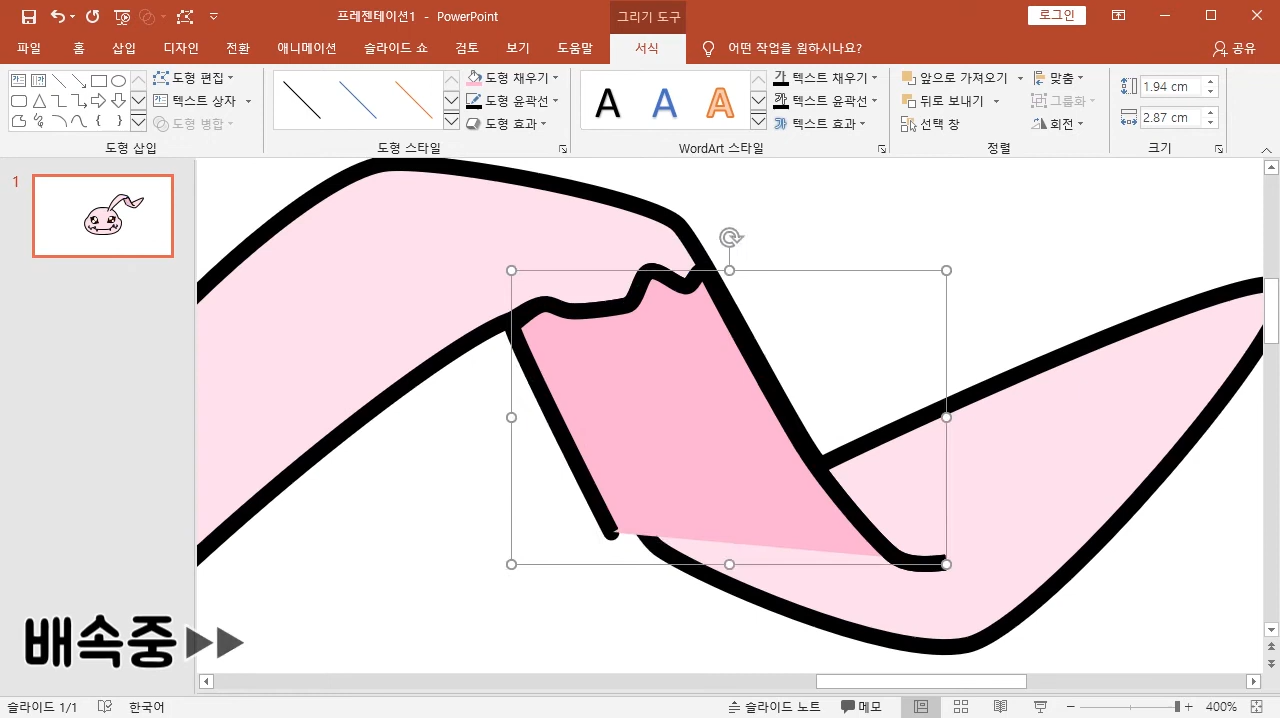 프레젠테이션1 - PowerPoint
그리기 도구
로그인
파일 홈 삽입 디자인 전환 애니메이션 슬라이드 쇼 검토 보기 도움말 서식 어떤 작업을 원하시나요? 공유
도형 편집 도형 채우기 텍스트 채우기 앞으로 가져오기 맞춤 1.94 cm
텍스트 상자 도형 윤곽선 텍스트 윤곽선 뒤로 보내기 그룹화
도형 병합 도형 효과 텍스트 효과 선택 창 회전 2.87 cm
A A A
도형 삽입 도형 스타일 WordArt 스타일 정렬 크기
1
배속중
슬라이드 1/1 한국어 슬라이드 노트 메모 400%